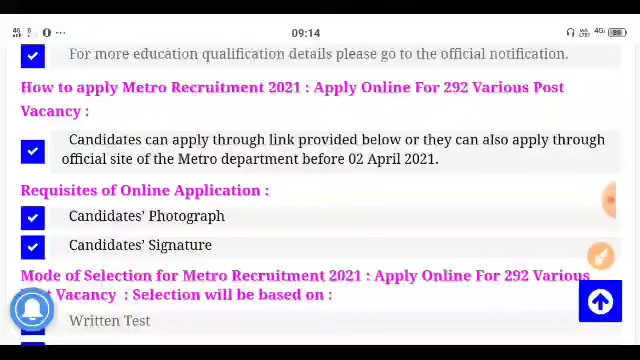 09:14
89
For more education qualification details please go to the official notification.
How to apply Metro Recruitment 2021 : Apply Online For 292 Various Post
Vacancy :
Candidates can apply through link provided below or they can also apply through
official site of the Metro department before 02 April 2021.
Requisites of Online Application :
Candidates’ Photograph
Candidates’ Signature
Mode of Selection for Metro Recruitment 2021 : Apply Online For 292 Various
Vacancy : Selection will be based on :
Written Test